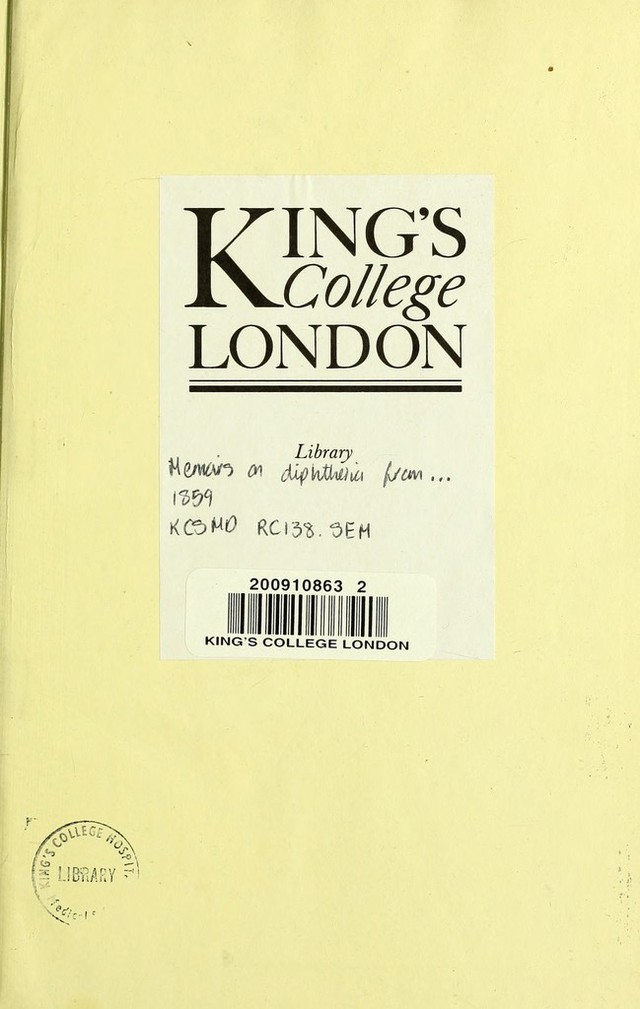 KING'S
College
LONDON
Library
Memoirs on diphtheria from ...
1859
KCSMD RC138. SEM
200910863 2
KING'S COLLEGE LONDON
KING'S COLLEGE HOSPIT.
LIBRARY